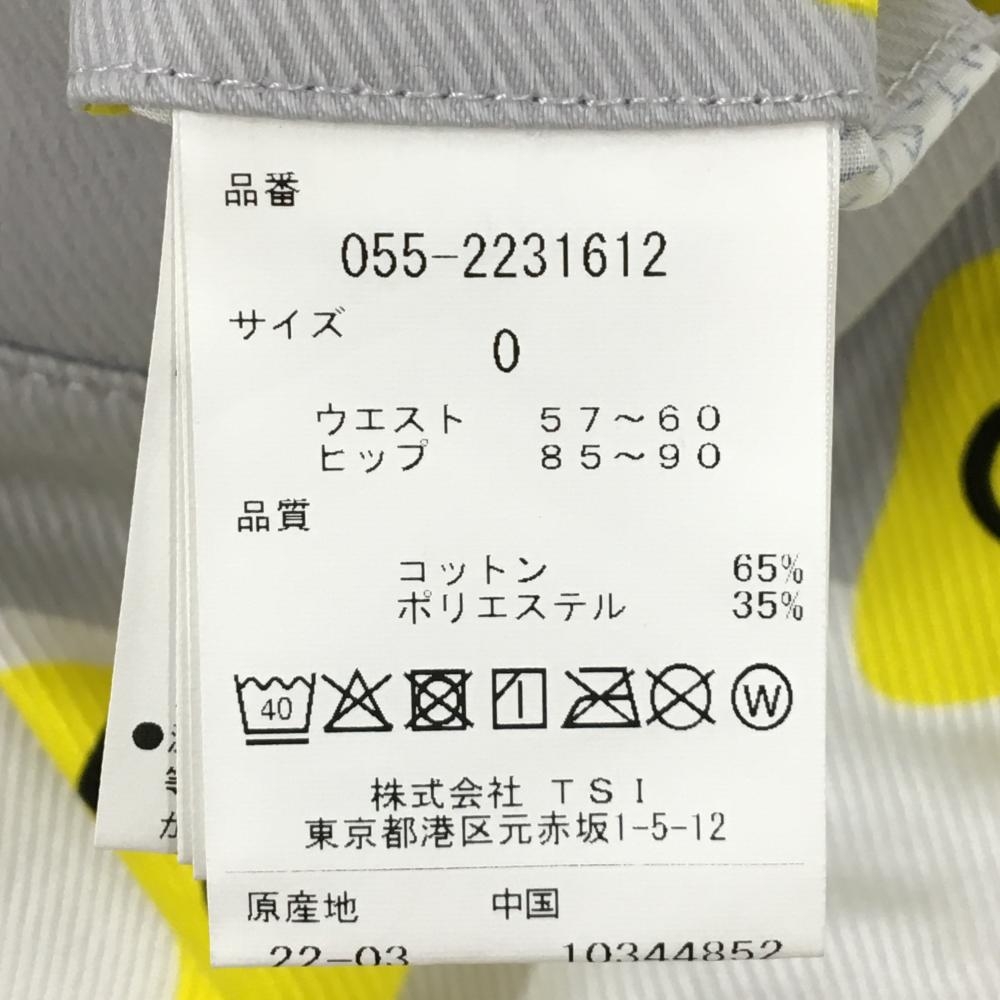 品番
055-2231612
サイズ
0
ウエスト 57～60
ヒップ 85～90
品質
コットン 65%
ポリエステル 35%
40
W
株式会社 TSI
東京都港区元赤坂1-5-12
原産地 中国
22-03 10344852
等